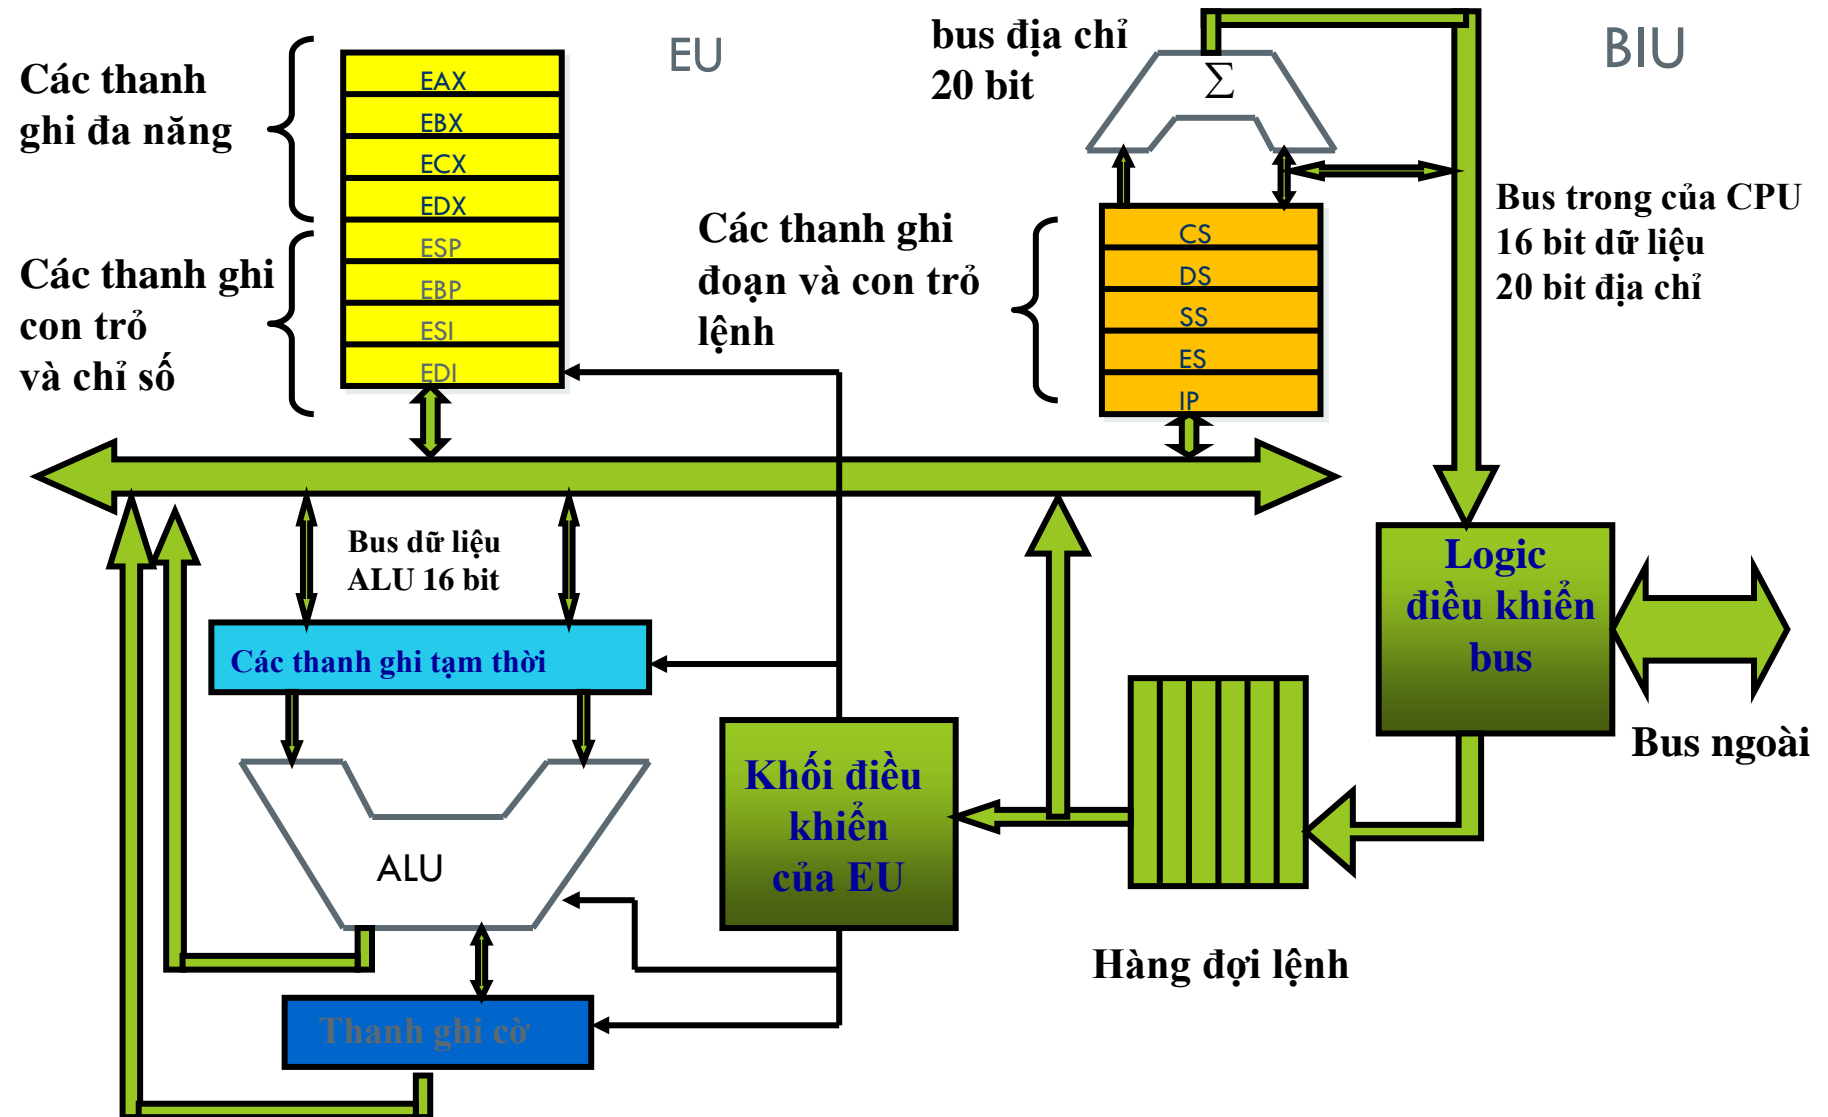 EU
BIU
Các thanh
ghi đa năng
EAX
EBX
ECX
EDX
ESP
EBP
ESI
EDI
Các thanh ghi
con trỏ
và chỉ số
bus địa chỉ
20 bit
∑
Các thanh ghi
đoạn và con trỏ
lệnh
CS
DS
SS
ES
IP
Bus trong của CPU
16 bit dữ liệu
20 bit địa chỉ
Bus dữ liệu
ALU 16 bit
Các thanh ghi tạm thời
ALU
Thanh ghi cờ
Khối điều
khiển
của EU
Hàng đợi lệnh
Logic
điều khiển
bus
Bus ngoài